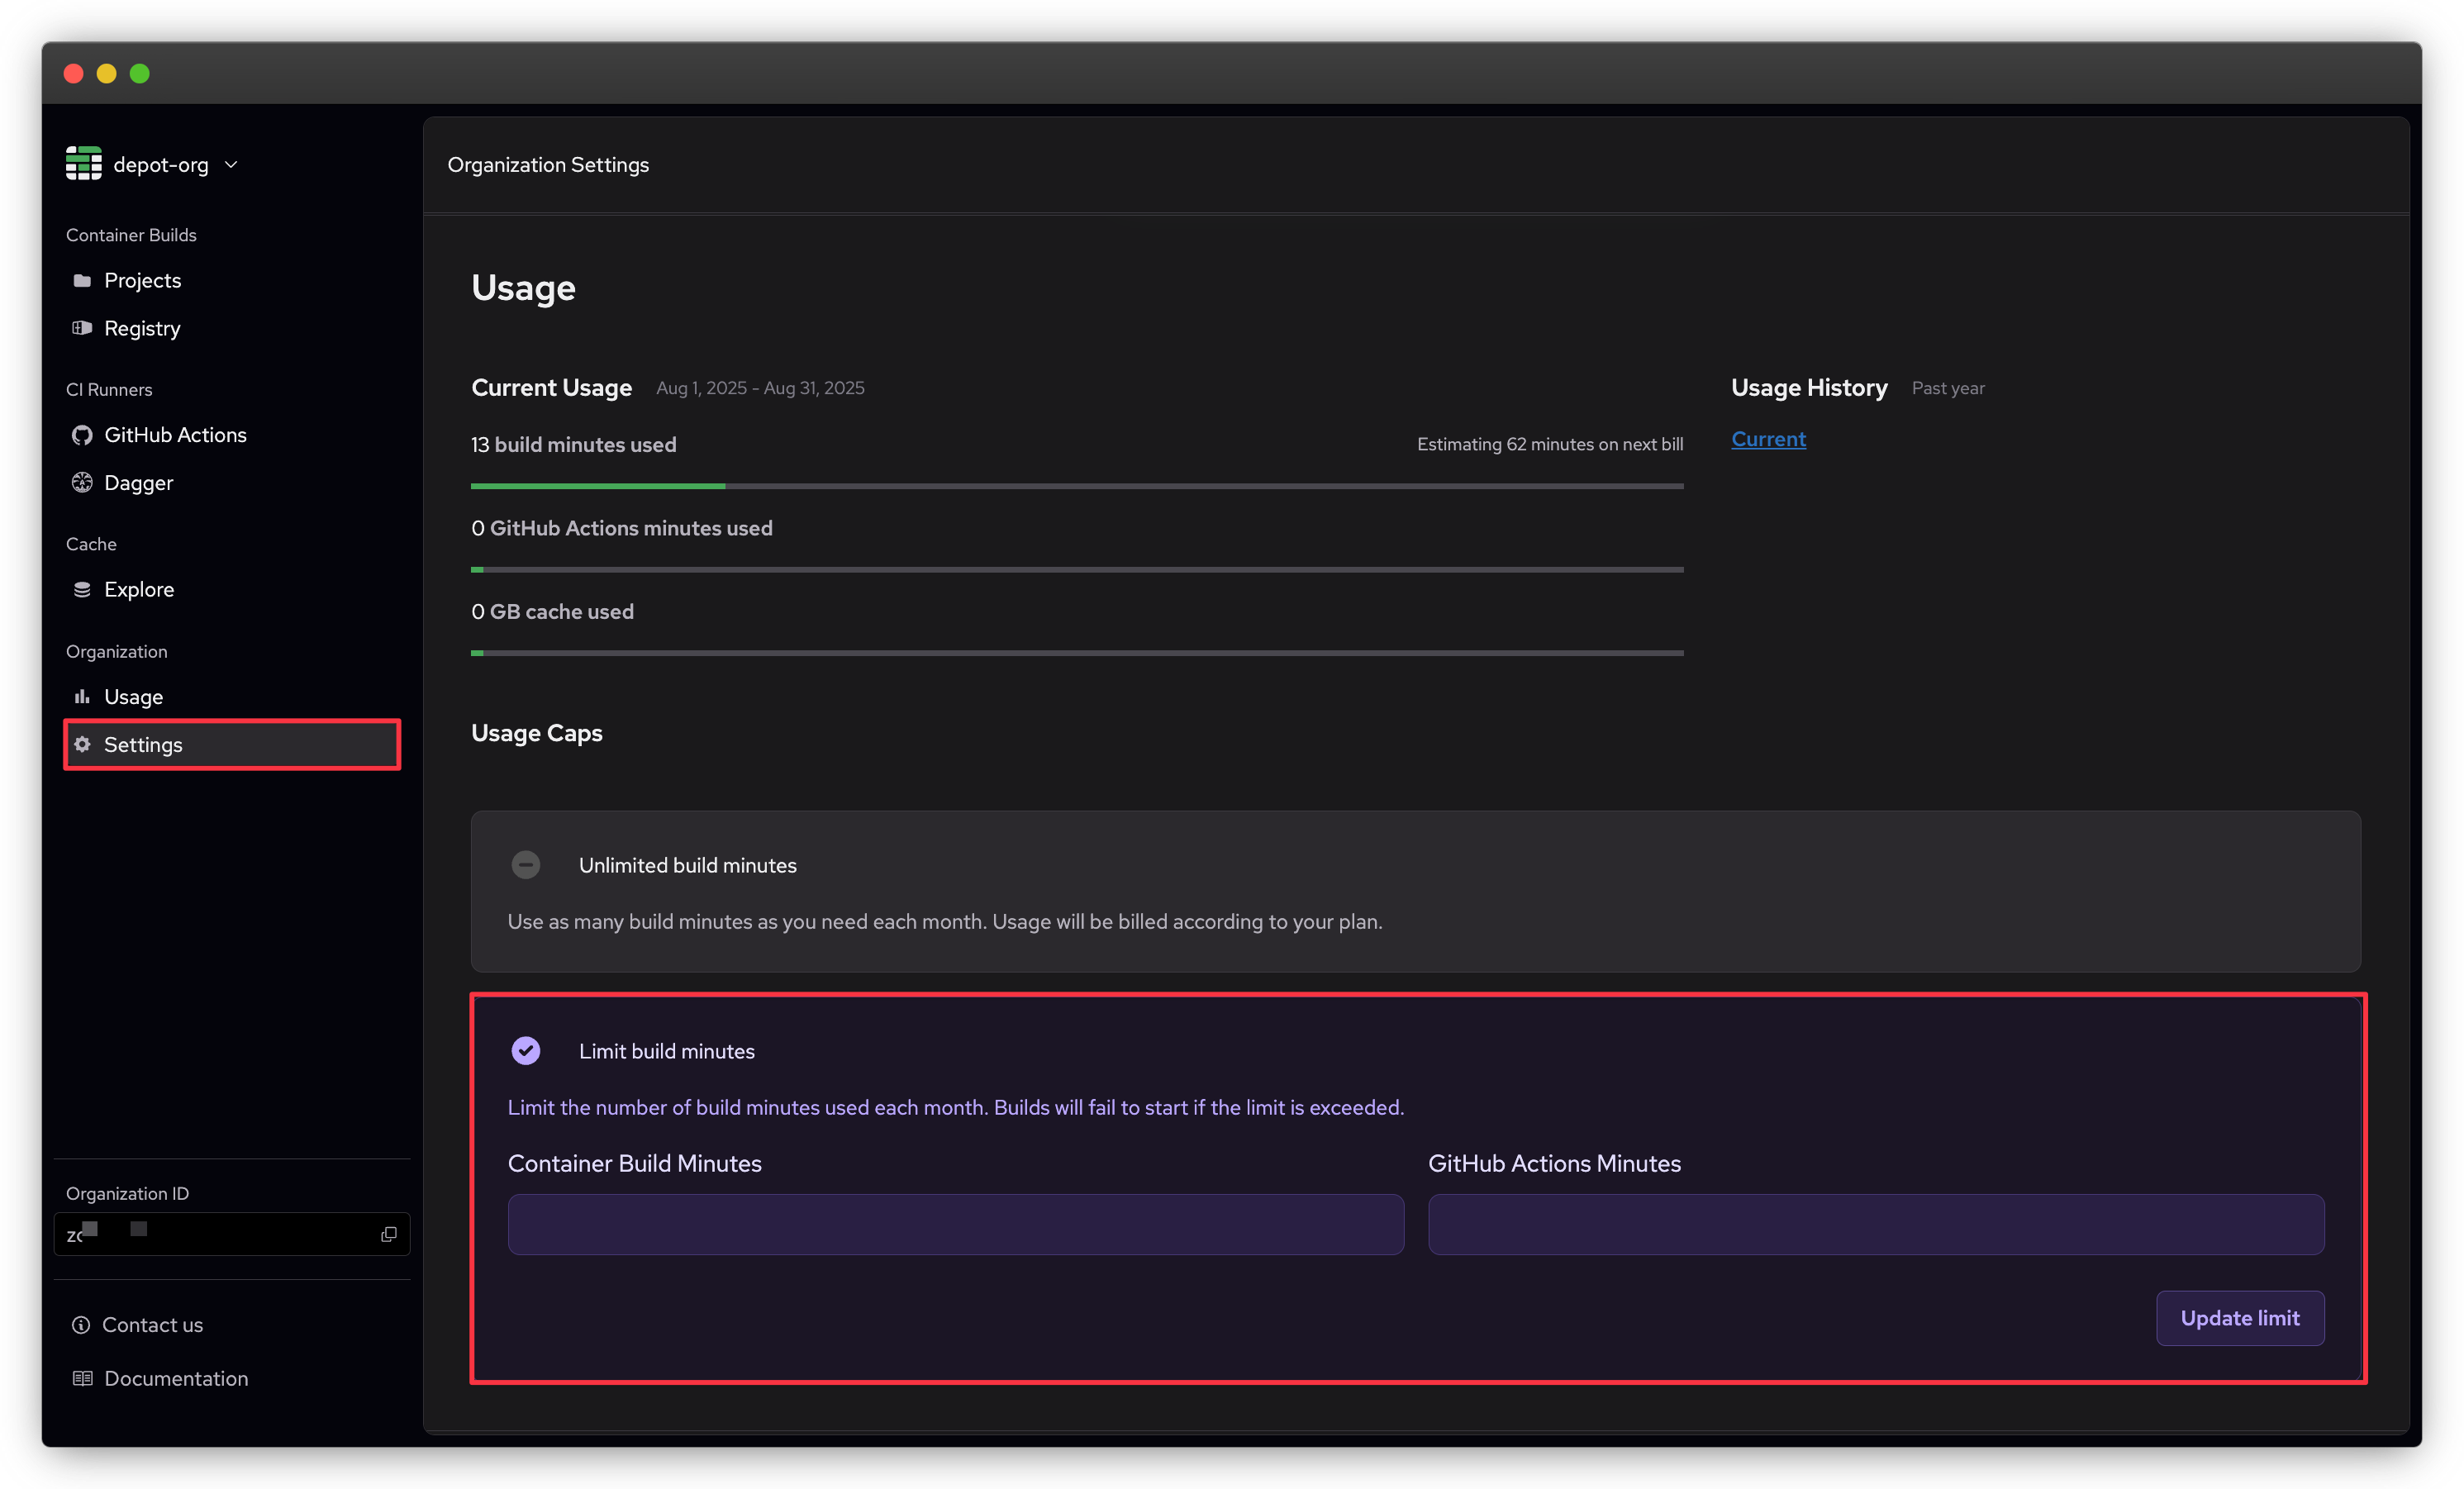 depot-org
Container Builds
Projects
Registry
CI Runners
GitHub Actions
Dagger
Cache
Explore
Organization
Usage
Settings
Organization ID
Contact us
Documentation
Organization Settings
Usage
Current Usage Aug 1, 2025 - Aug 31, 2025
13 build minutes used Estimating 62 minutes on next bill
0 GitHub Actions minutes used
0 GB cache used
Usage History Past year
Current
Usage Caps
Unlimited build minutes
Use as many build minutes as you need each month. Usage will be billed according to your plan.
Limit build minutes
Limit the number of build minutes used each month. Builds will fail to start if the limit is exceeded.
Container Build Minutes GitHub Actions Minutes
Update limit